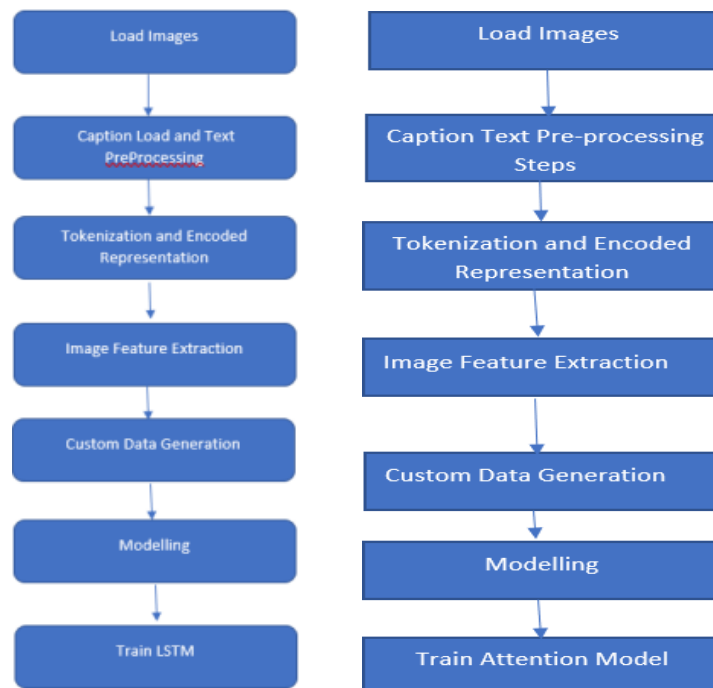 Load Images
Caption Load and Text
PreProcessing
Tokenization and Encoded
Representation
Image Feature Extraction
Custom Data Generation
Modelling
Train LSTM
Load Images
Caption Text Pre-processing
Steps
Tokenization and Encoded
Representation
Image Feature Extraction
Custom Data Generation
Modelling
Train Attention Model